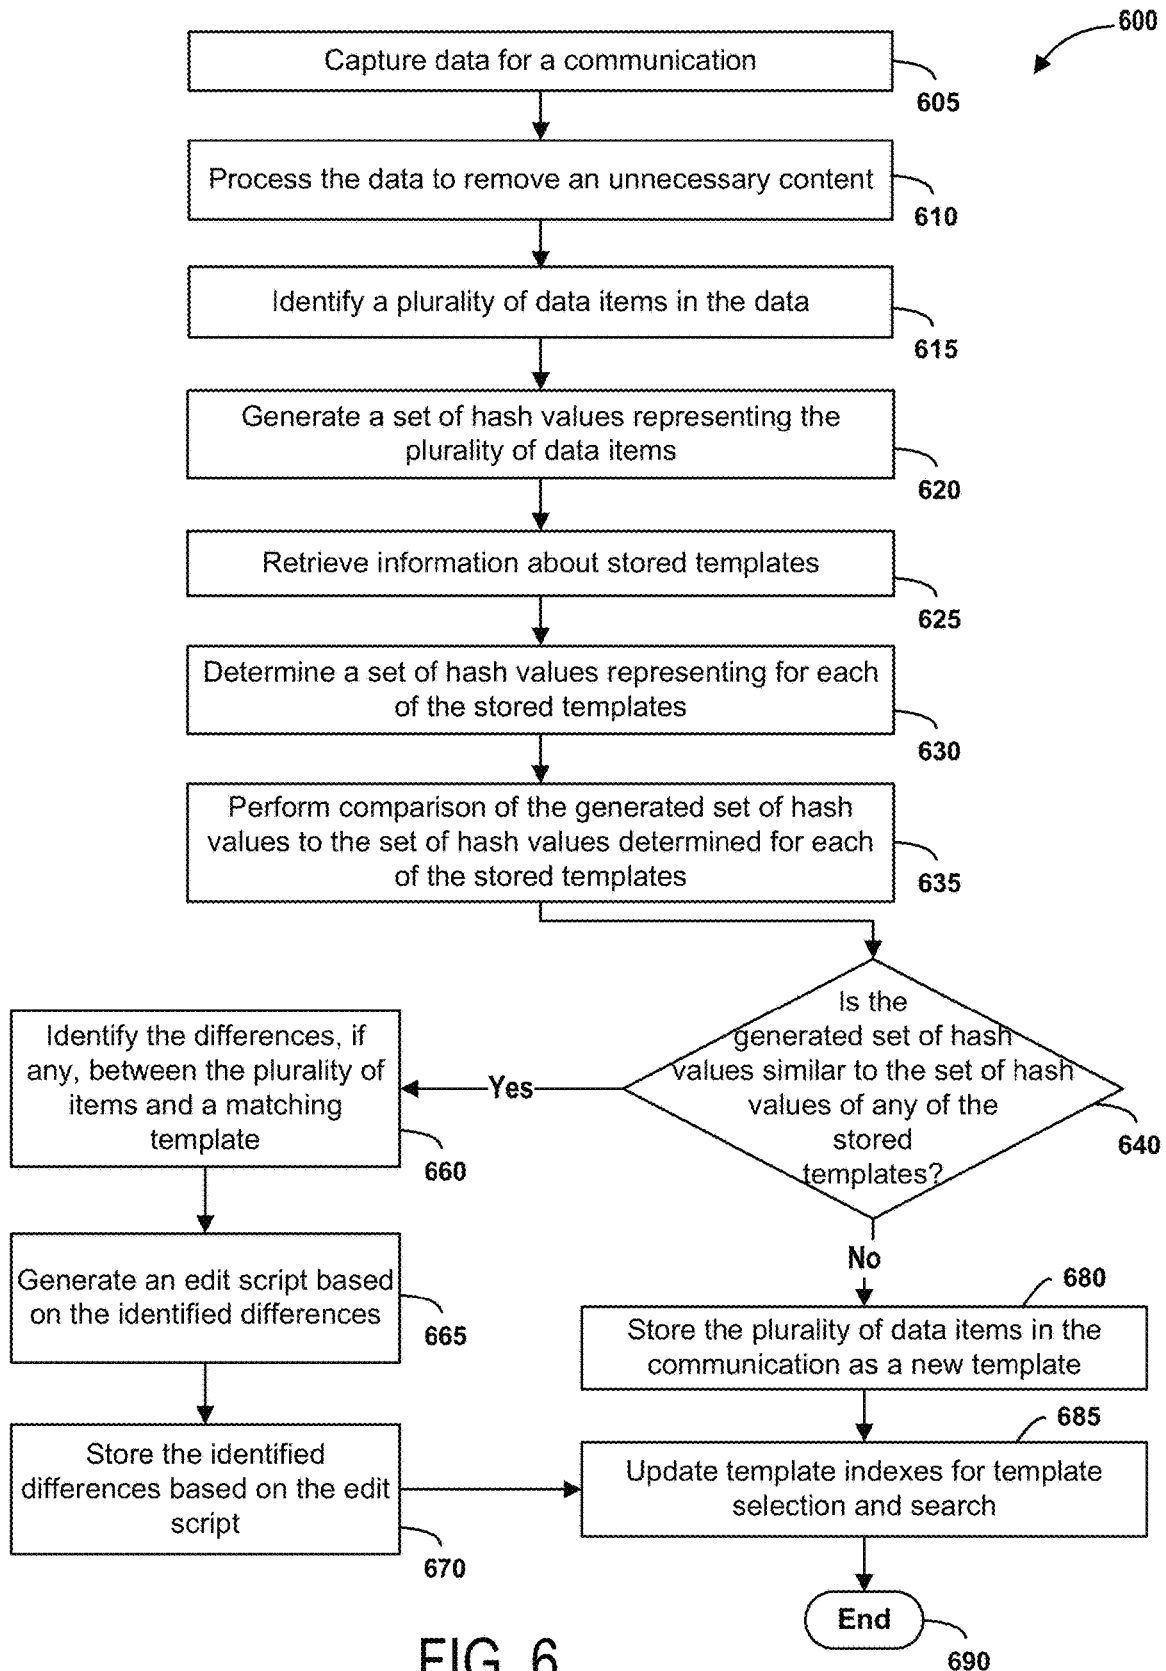 600
Capture data for a communication
605
Process the data to remove an unnecessary content
610
Identify a plurality of data items in the data
615
Generate a set of hash values representing the
plurality of data items
620
Retrieve information about stored templates
625
Determine a set of hash values representing for each
of the stored templates
630
Perform comparison of the generated set of hash
values to the set of hash values determined for each
of the stored templates
635
Is the
generated set of hash
values similar to the set of hash
values of any of the
stored
templates?
640
Yes
Identify the differences, if
any, between the plurality of
items and a matching
template
660
Generate an edit script based
on the identified differences
665
Store the identified
differences based on the edit
script
670
No
680
Store the plurality of data items in the
communication as a new template
685
Update template indexes for template
selection and search
End
690
FIG. 6